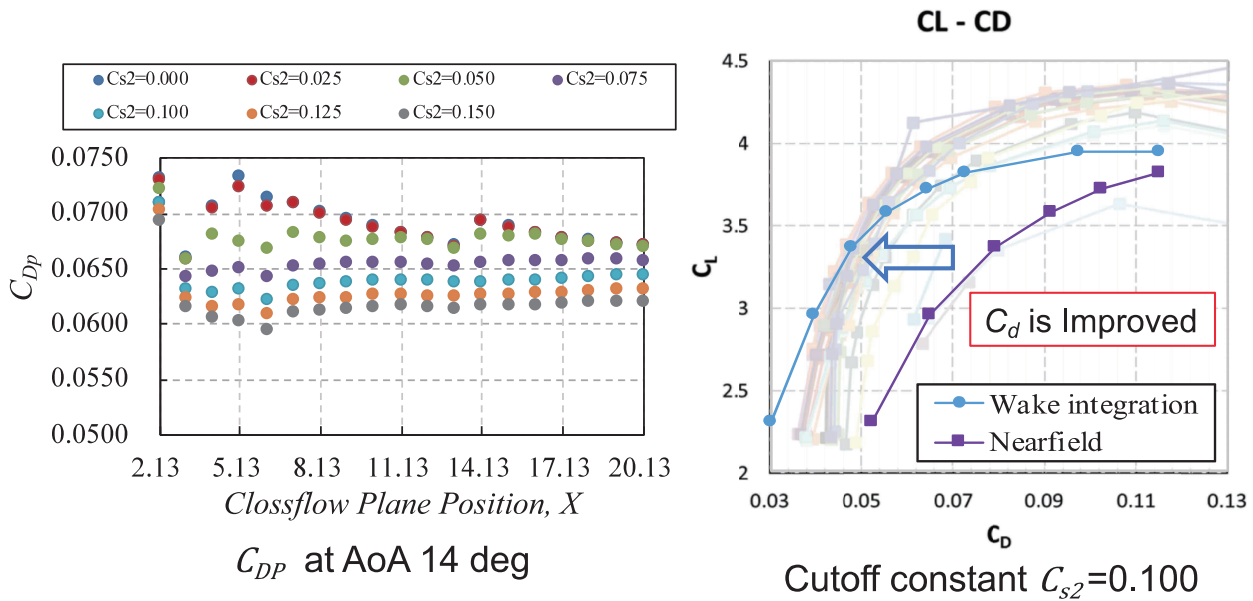 Cs2=0.000 Cs2=0.025 Cs2=0.050 Cs2=0.075
Cs2=0.100 Cs2=0.125 Cs2=0.150
0.0750
0.0700
0.0650
0.0600
0.0550
0.0500
C_Dp
2.13 5.13 8.13 11.13 14.13 17.13 20.13
Clossflow Plane Position, X
C_DP at AoA 14 deg
CL - CD
4.5
4
3.5
3
2.5
2
C_L
C_d is Improved
Wake integration
Nearfield
0.03 0.05 0.07 0.09 0.11 0.13
C_D
Cutoff constant C_s2=0.100